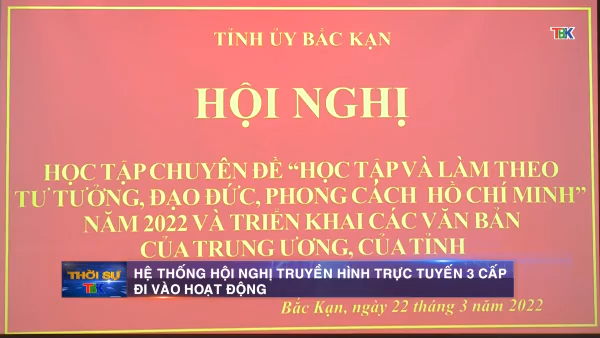 TỈNH ỦY BẮC KẠN
TBK
HỘI NGHỊ
HỌC TẬP CHUYÊN ĐỀ “HỌC TẬP VÀ LÀM THEO
TƯ TƯỞNG, ĐẠO ĐỨC, PHONG CÁCH HỒ CHÍ MINH”
NĂM 2022 VÀ TRIỂN KHAI CÁC VĂN BẢN
CỦA TRUNG ƯƠNG, CỦA TỈNH
THỜI SỰ
TBK
HỆ THỐNG HỘI NGHỊ TRUYỀN HÌNH TRỰC TUYẾN 3 CẤP
ĐI VÀO HOẠT ĐỘNG
Bắc Kạn, ngày 22 tháng 3 năm 2022